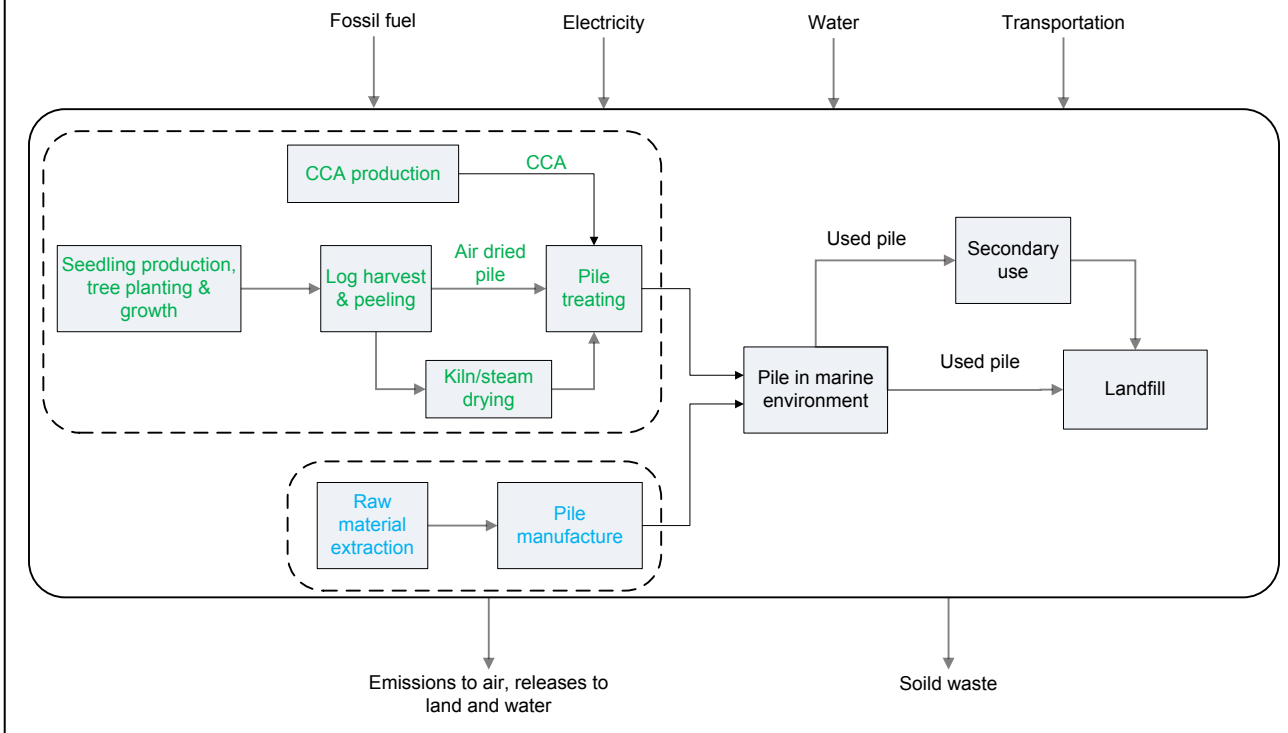 Fossil fuel
Electricity
Water
Transportation
CCA production
CCA
Seedling production,
tree planting &
growth
Log harvest
& peeling
Air dried
pile
Pile
treating
Kiln/steam
drying
Raw
material
extraction
Pile
manufacture
Pile in marine
environment
Used pile
Secondary
use
Used pile
Landfill
Emissions to air, releases to
land and water
Soild waste